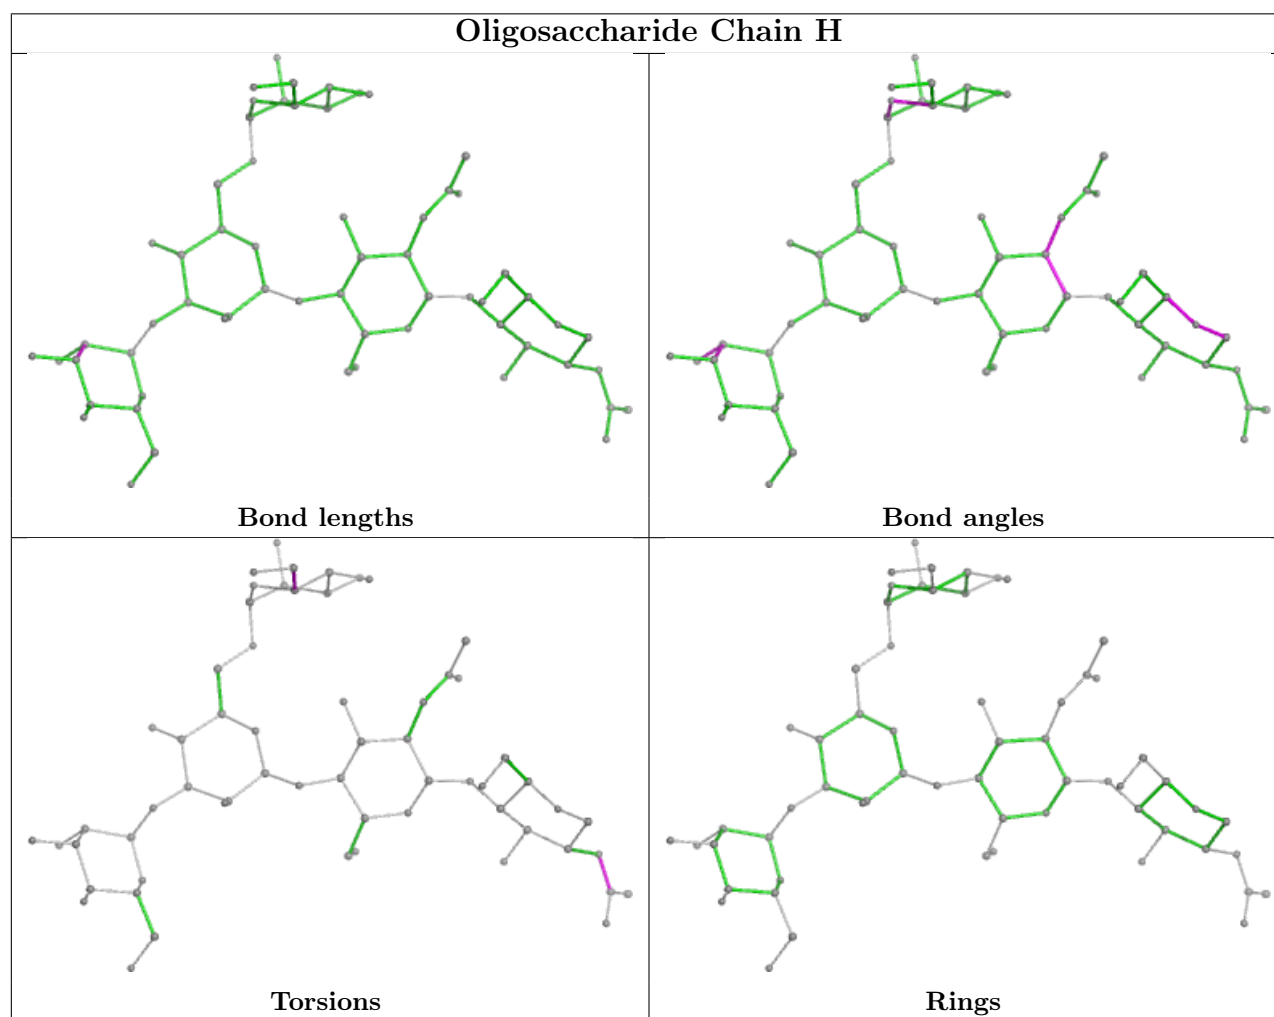 Oligosaccharide Chain H
Bond lengths
Bond angles
Torsions
Rings